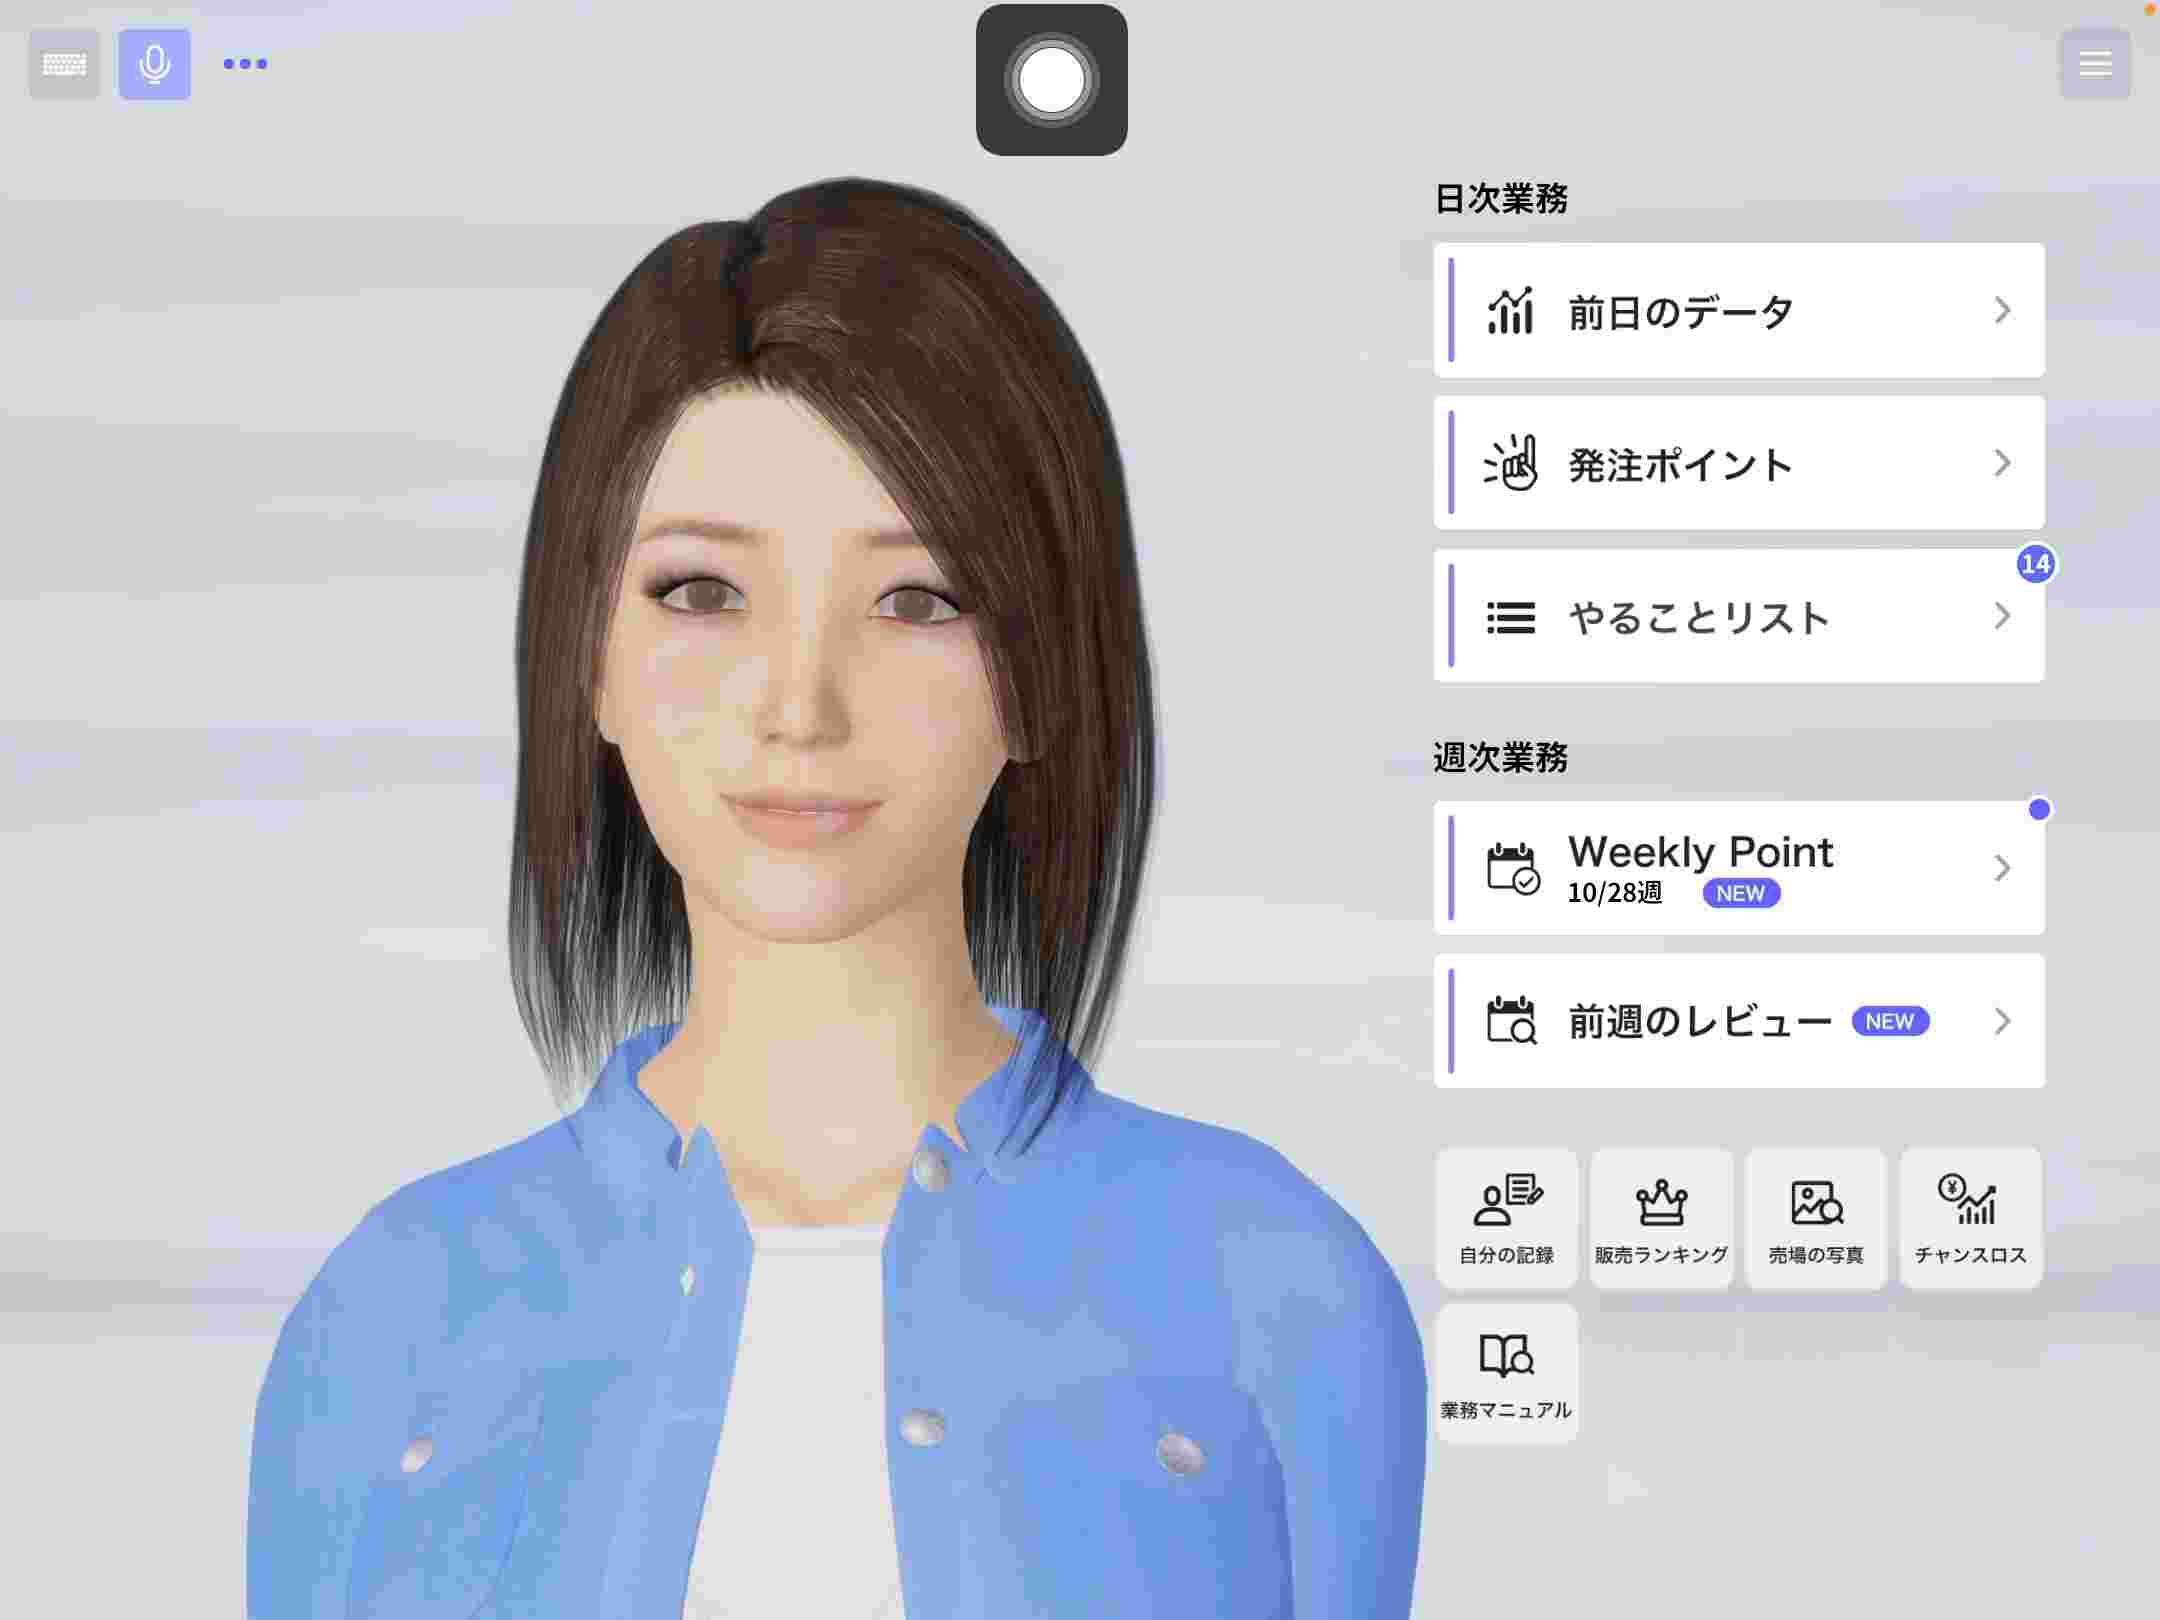 日次業務
前日のデータ
発注ポイント
14
やることリスト
週次業務
Weekly Point
10/28週 NEW
前週のレビュー NEW
自分の記録
販売ランキング
売場の写真
¥
チャンスロス
業務マニュアル